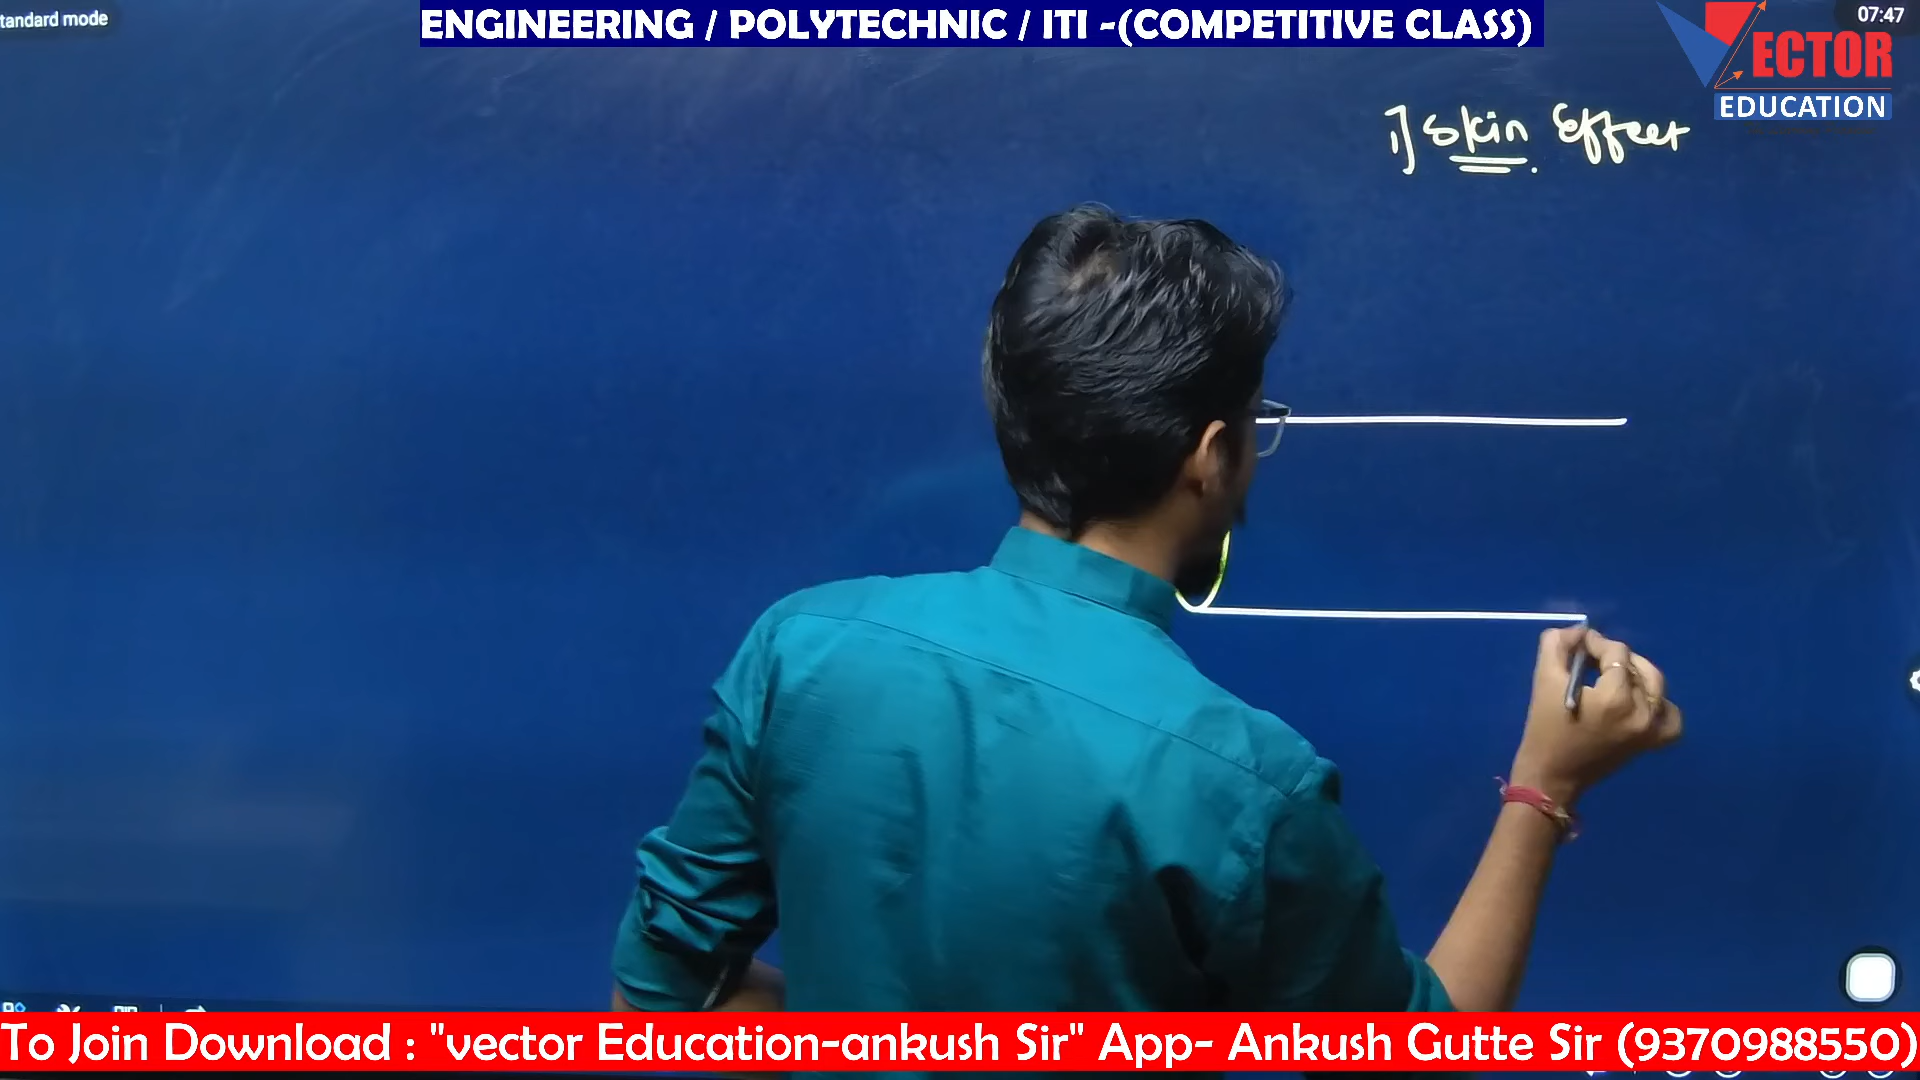 tandard mode
ENGINEERING / POLYTECHNIC / ITI -(COMPETITIVE CLASS)
07:47
VECTOR
EDUCATION
1] Skin Effect
To Join Download : "vector Education-ankush Sir" App- Ankush Gutte Sir (9370988550)